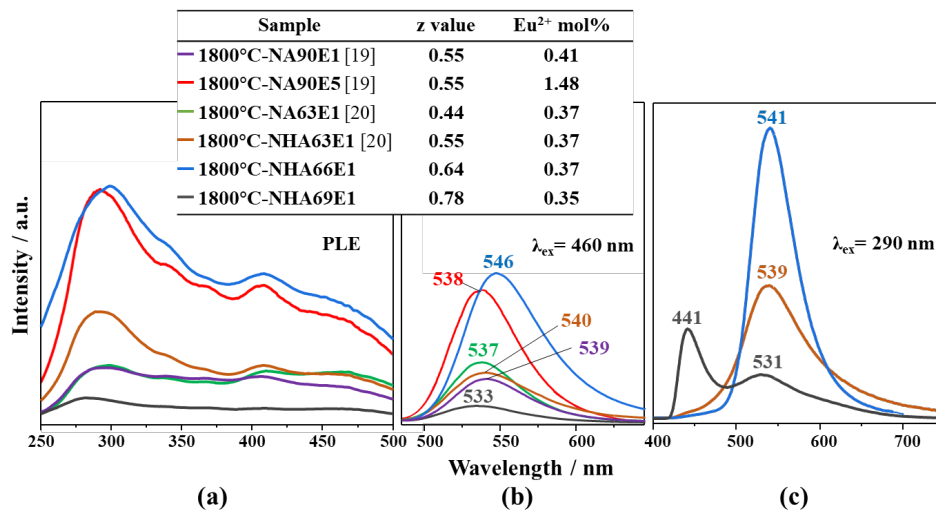 Sample z value Eu²⁺ mol%
1800°C-NA90E1 [19] 0.55 0.41
1800°C-NA90E5 [19] 0.55 1.48
1800°C-NA63E1 [20] 0.44 0.37
1800°C-NHA63E1 [20] 0.55 0.37
1800°C-NHA66E1 0.64 0.37
1800°C-NHA69E1 0.78 0.35
Intensity / a.u.
PLE
250 300 350 400 450 500
λex= 460 nm
546
538
540
537
539
533
500 550 600
λex= 290 nm
541
539
441
531
400 500 600 700
Wavelength / nm
(a) (b) (c)